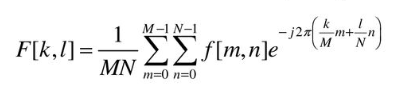 F[k,l] = \frac{1}{MN} \sum_{m=0}^{M-1} \sum_{n=0}^{N-1} f[m,n] e^{-j2\pi\left(\frac{k}{M}m+\frac{l}{N}n\right)}